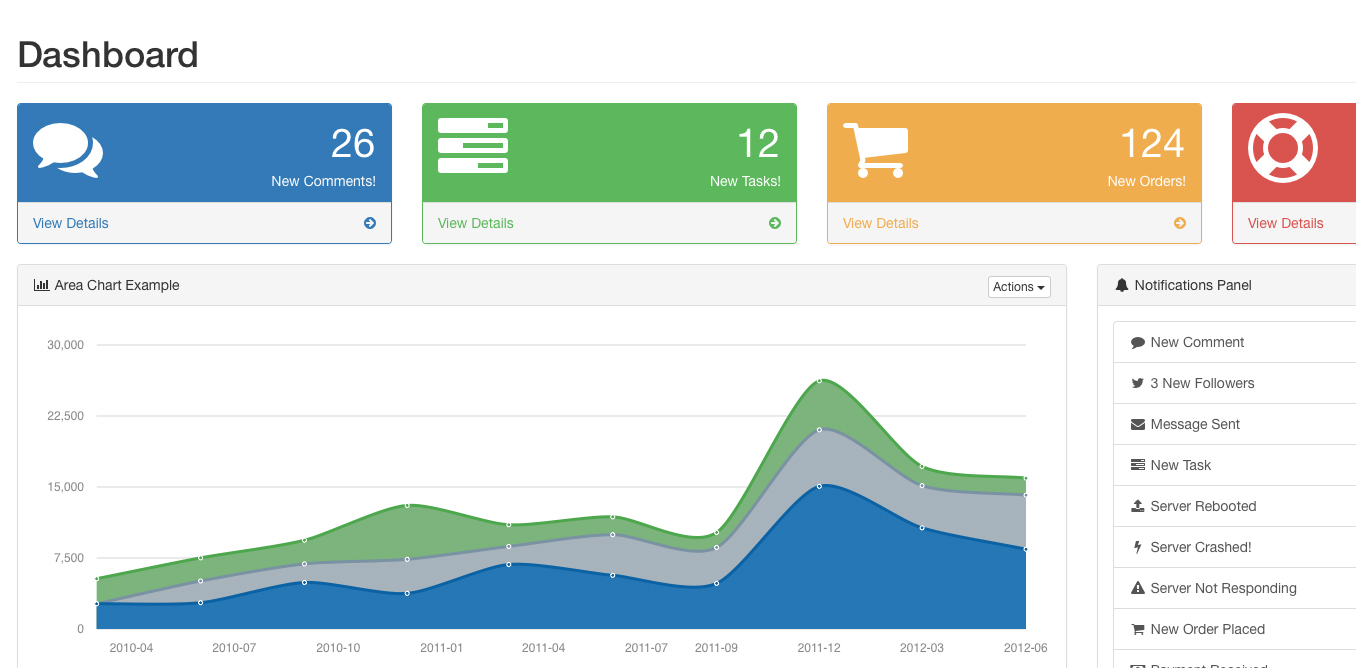 Dashboard
26
New Comments!
View Details
12
New Tasks!
View Details
124
New Orders!
View Details
View Details
Area Chart Example
Actions
30,000
22,500
15,000
7,500
0
2010-04 2010-07 2010-10 2011-01 2011-04 2011-07 2011-09 2011-12 2012-03 2012-06
Notifications Panel
New Comment
3 New Followers
Message Sent
New Task
Server Rebooted
Server Crashed!
Server Not Responding
New Order Placed
Payment Received